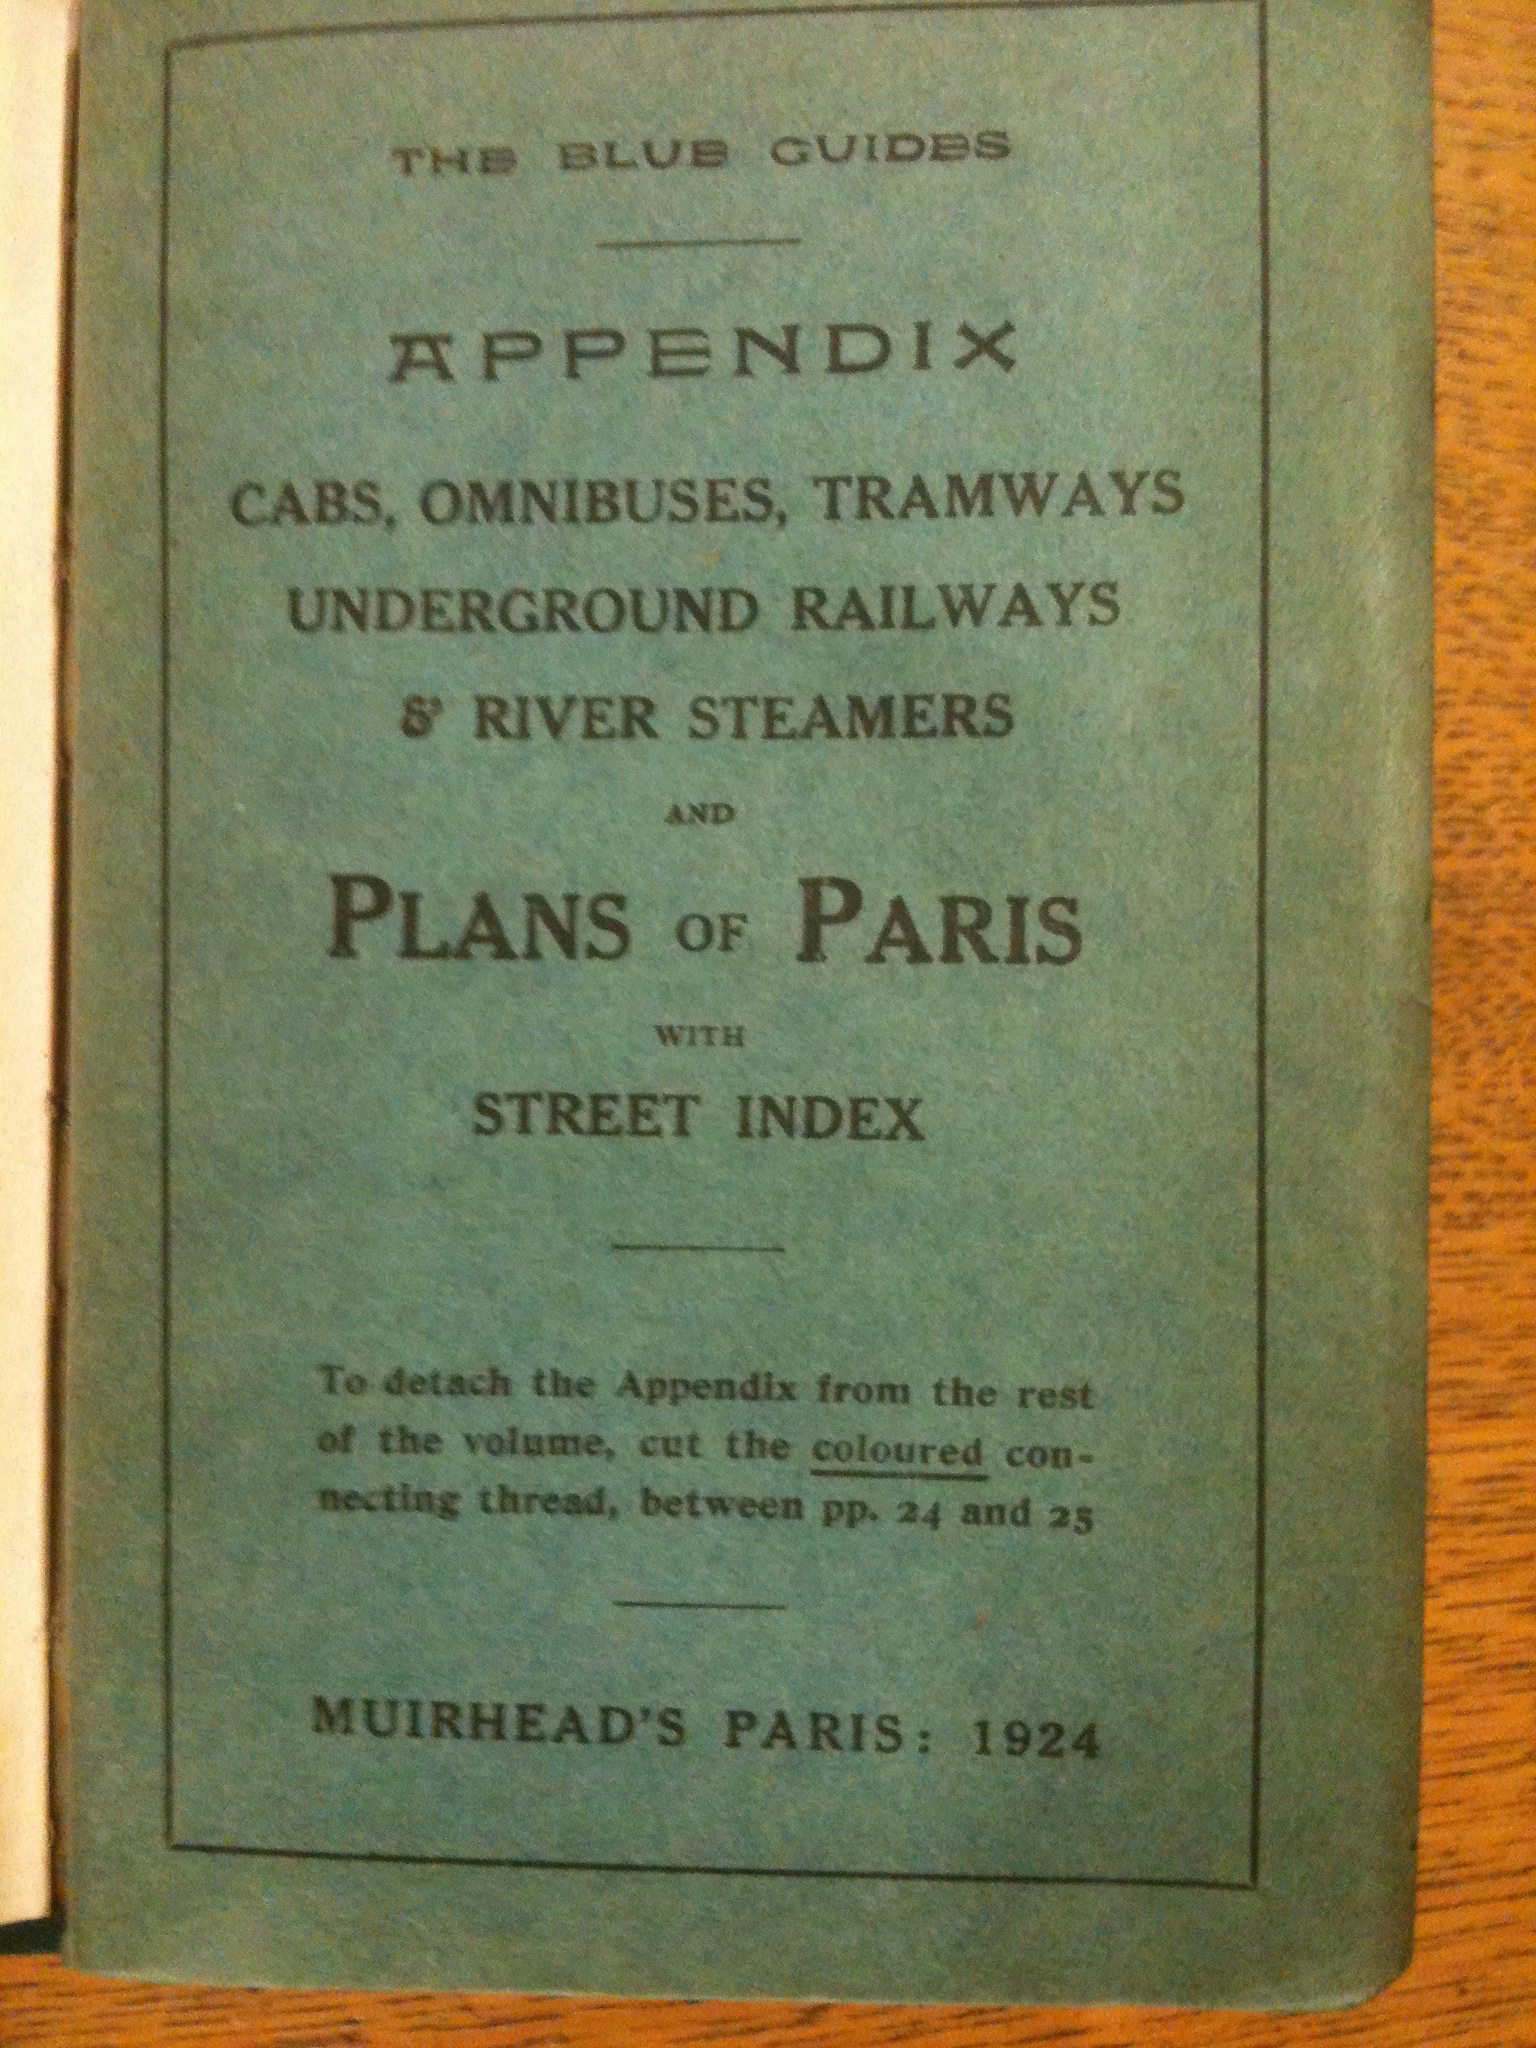 THE BLUE GUIDES
APPENDIX
CABS, OMNIBUSES, TRAMWAYS
UNDERGROUND RAILWAYS
& RIVER STEAMERS
AND
PLANS OF PARIS
WITH
STREET INDEX
To detach the Appendix from the rest
of the volume, cut the coloured con-
necting thread, between pp. 24 and 25
MUIRHEAD'S PARIS: 1924